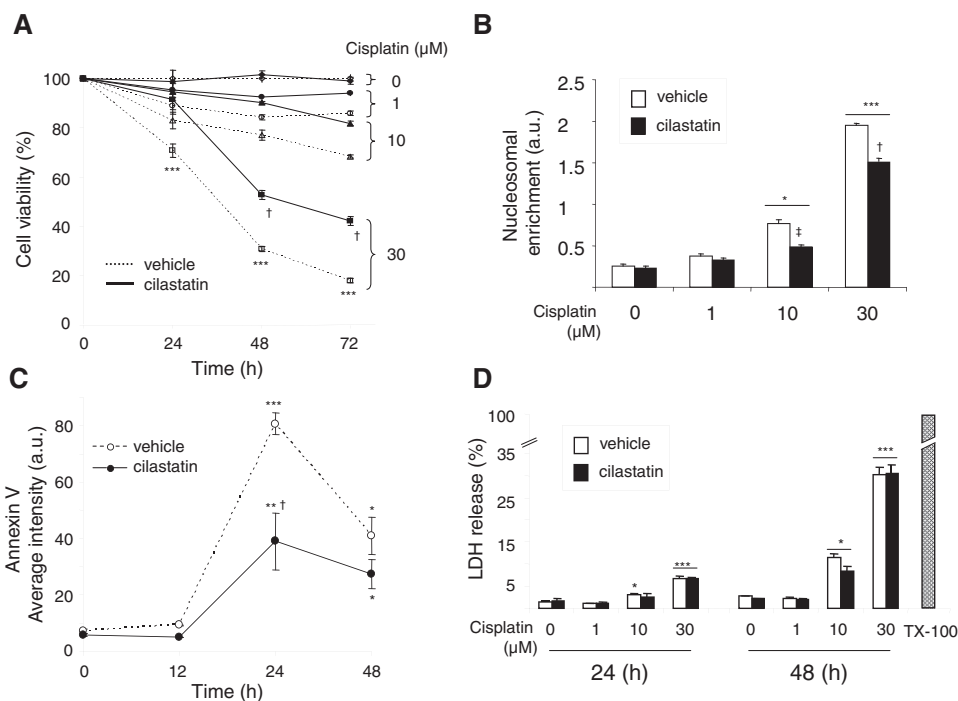 A
Cisplatin (μM)
100
80
60
40
20
0
Cell viability (%)
0
1
10
30
***
***
***
†
†
vehicle
cilastatin
0 24 48 72
Time (h)
B
2.5
2
1.5
1
0.5
Nucleosomal
enrichment (a.u.)
vehicle
cilastatin
***
†
*
‡
Cisplatin
(μM)
0 1 10 30
C
80
60
40
20
0
Annexin V
Average intensity (a.u.)
vehicle
cilastatin
***
** †
*
*
0 12 24 48
Time (h)
D
100
35
25
15
5
LDH release (%)
vehicle
cilastatin
*
***
*
***
Cisplatin
(μM)
0 1 10 30 0 1 10 30 TX-100
24 (h) 48 (h)